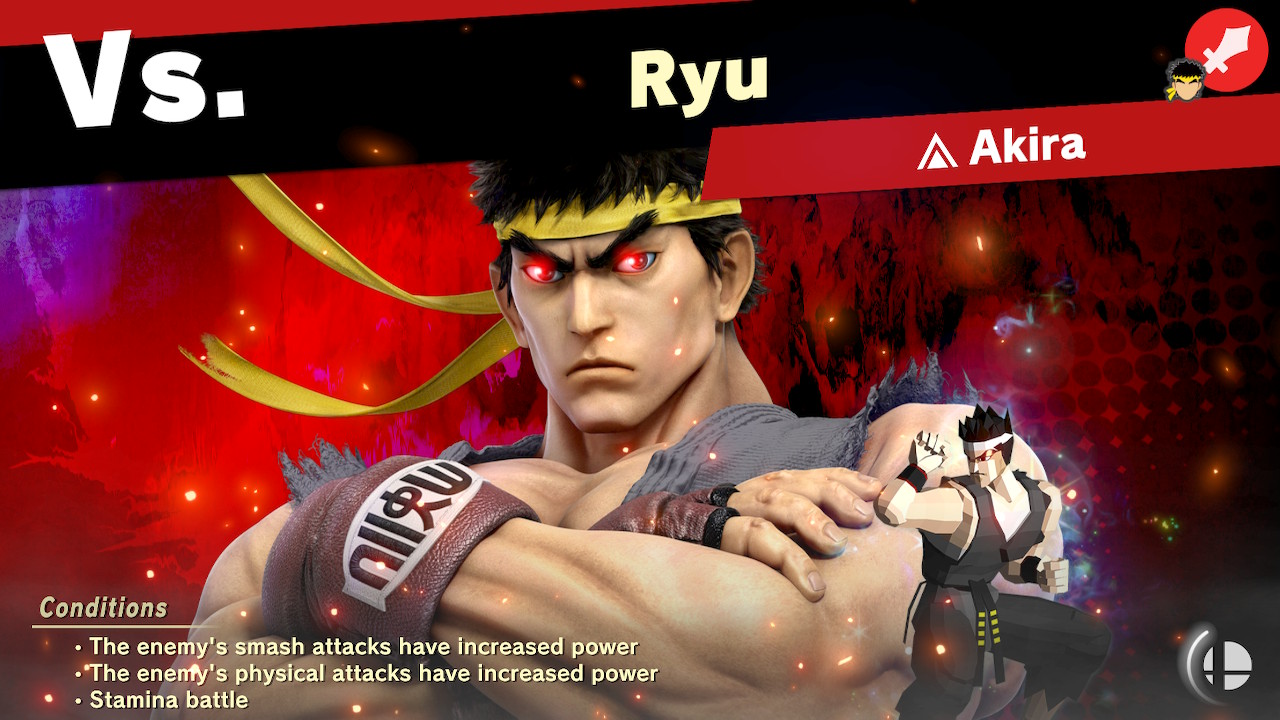 Vs.
Ryu
Akira
Conditions
• The enemy's smash attacks have increased power
• The enemy's physical attacks have increased power
• Stamina battle